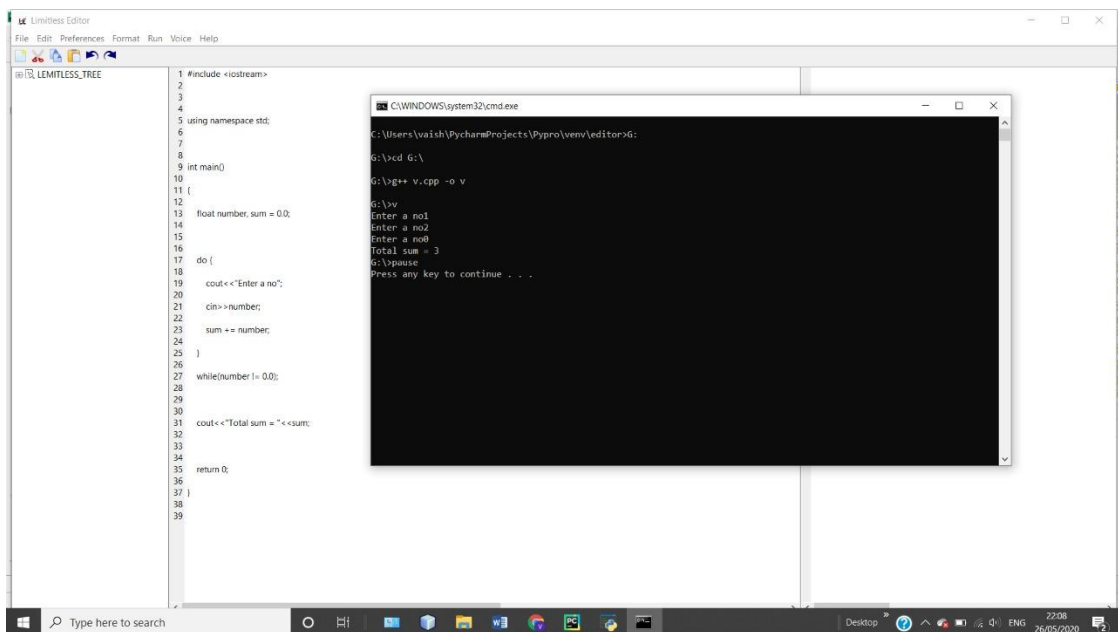 Limitless Editor
File Edit Preferences Format Run Voice Help
LEMITLESS_TREE
1 #include <iostream>
2
3
4
5 using namespace std;
6
7
8
9 int main()
10
11 {
12
13 float number, sum = 0.0;
14
15
16
17 do {
18
19 cout<<"Enter a no";
20
21 cin>>number;
22
23 sum += number;
24
25 }
26
27 while(number != 0.0);
28
29
30
31 cout<<"Total sum = "<<sum;
32
33
34
35 return 0;
36
37 }
38
39
C:\WINDOWS\system32\cmd.exe
C:\Users\vaish\PycharmProjects\Pypro\venv\editor>G:
G:\>cd G:\
G:\>g++ v.cpp -o v
G:\>v
Enter a no1
Enter a no2
Enter a no0
Total sum = 3
G:\>pause
Press any key to continue . . .
Type here to search
Desktop
ENG
22:08
26/05/2020